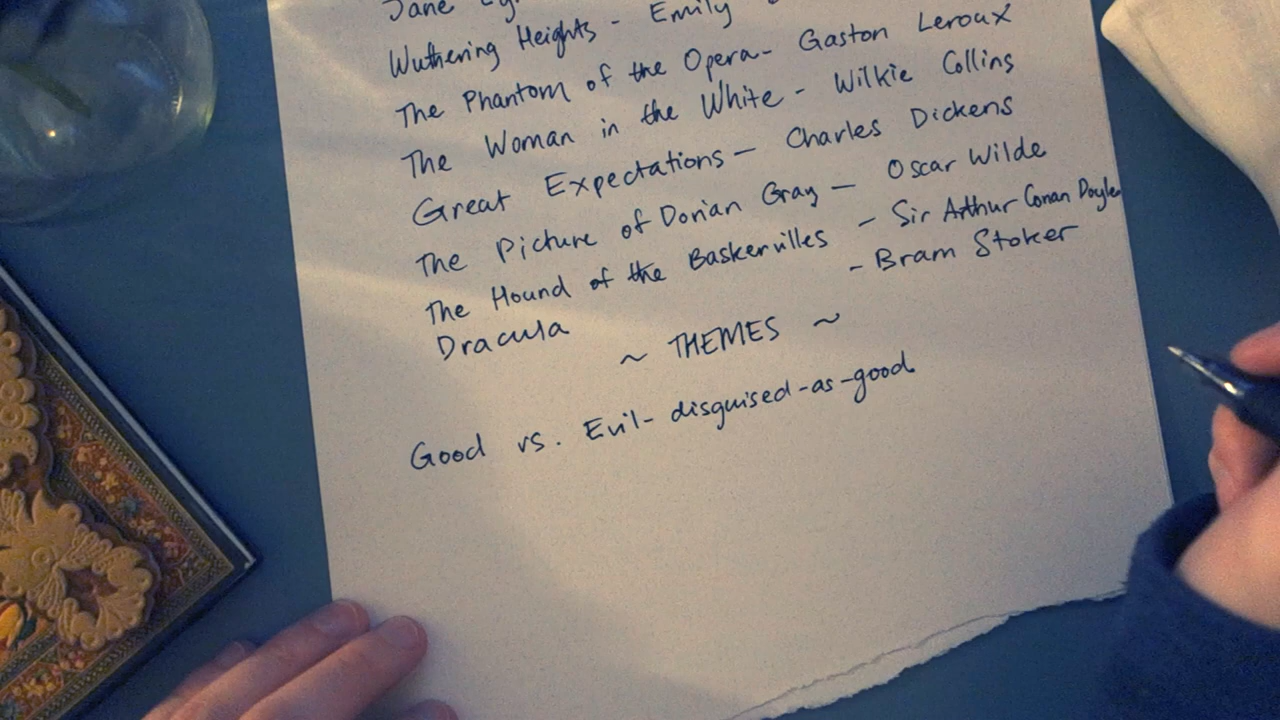 Jane
Wuthering Heights - Emily
The Phantom of the Opera- Gaston Leroux
The Woman in the White - Wilkie Collins
Great Expectations — Charles Dickens
The Picture of Dorian Gray — Oscar Wilde
The Hound of the Baskervilles - Sir Arthur Conan Doyle
Dracula - Bram Stoker
~ THEMES ~
Good vs. Evil- disguised-as-good